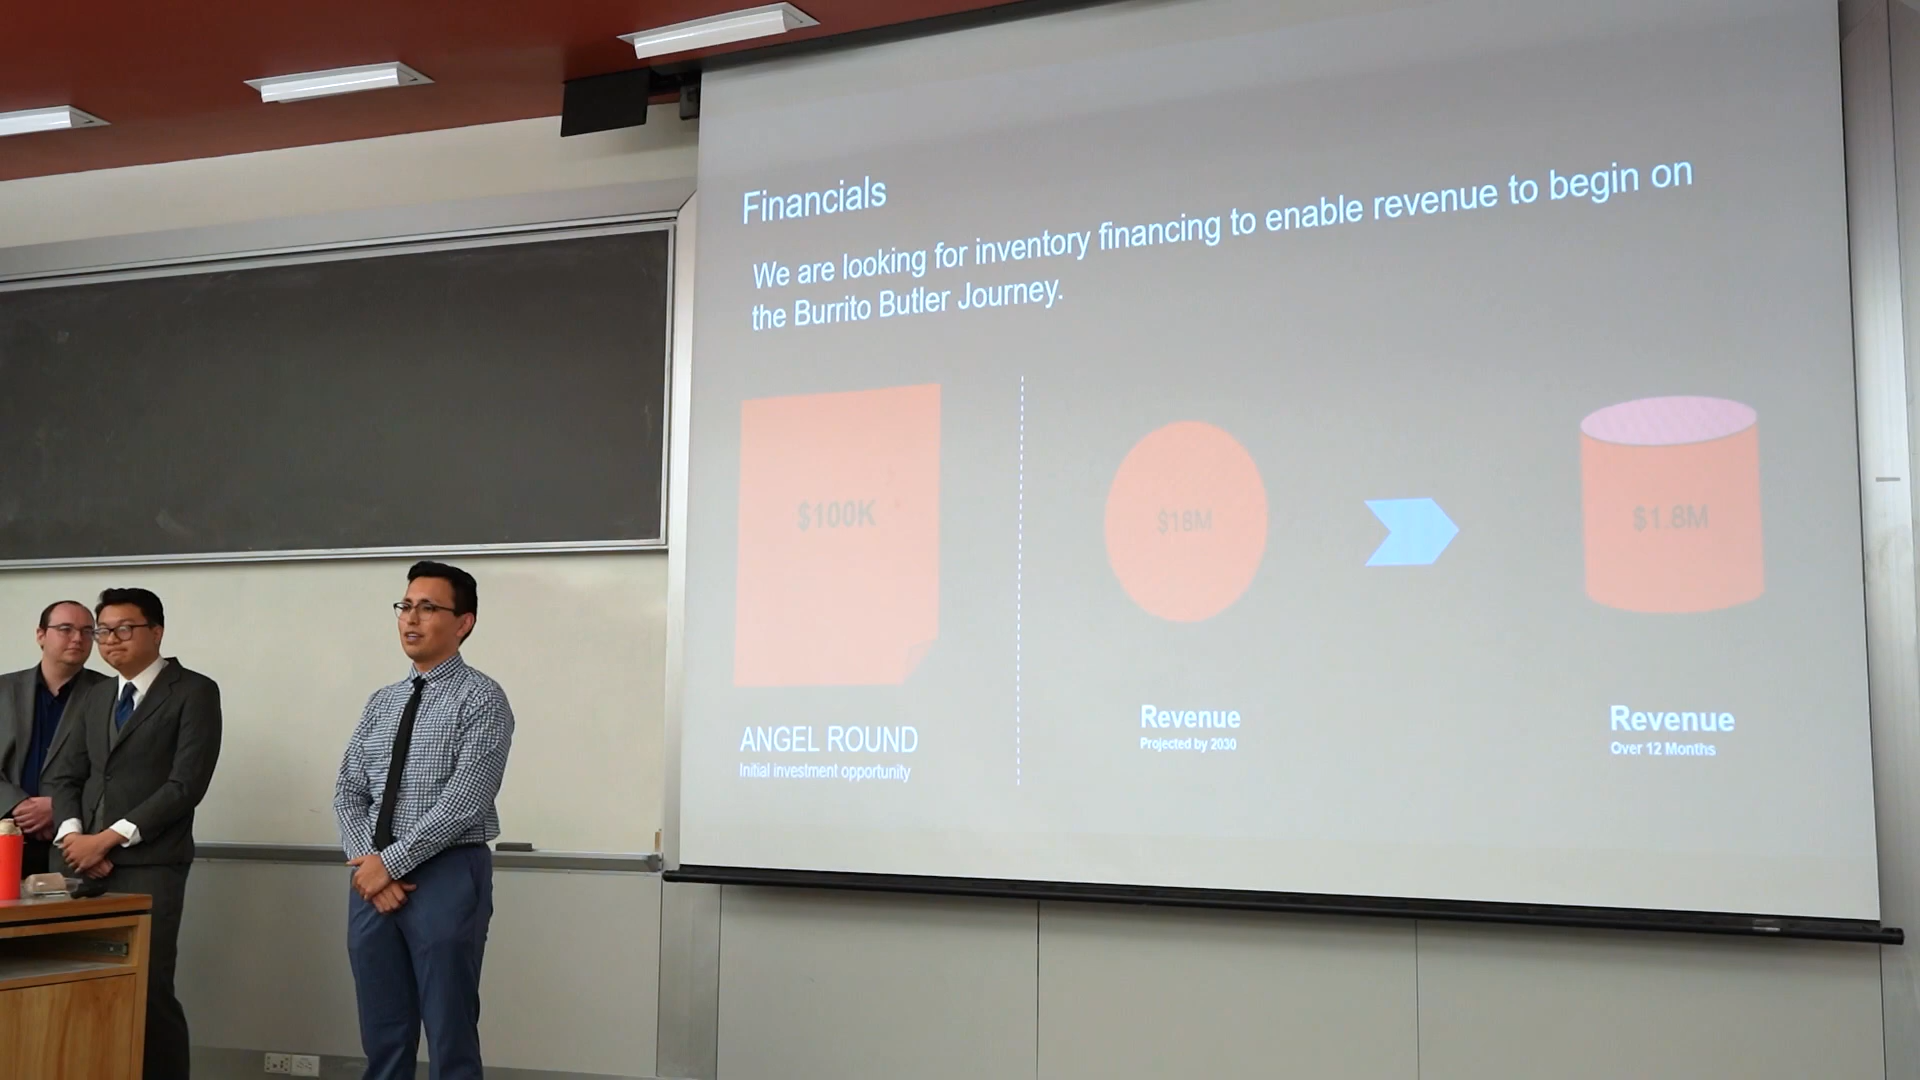 Financials
We are looking for inventory financing to enable revenue to begin on
the Burrito Butler Journey.
$100K
$18M
$1.8M
ANGEL ROUND
Initial investment opportunity
Revenue
Projected by 2030
Revenue
Over 12 Months